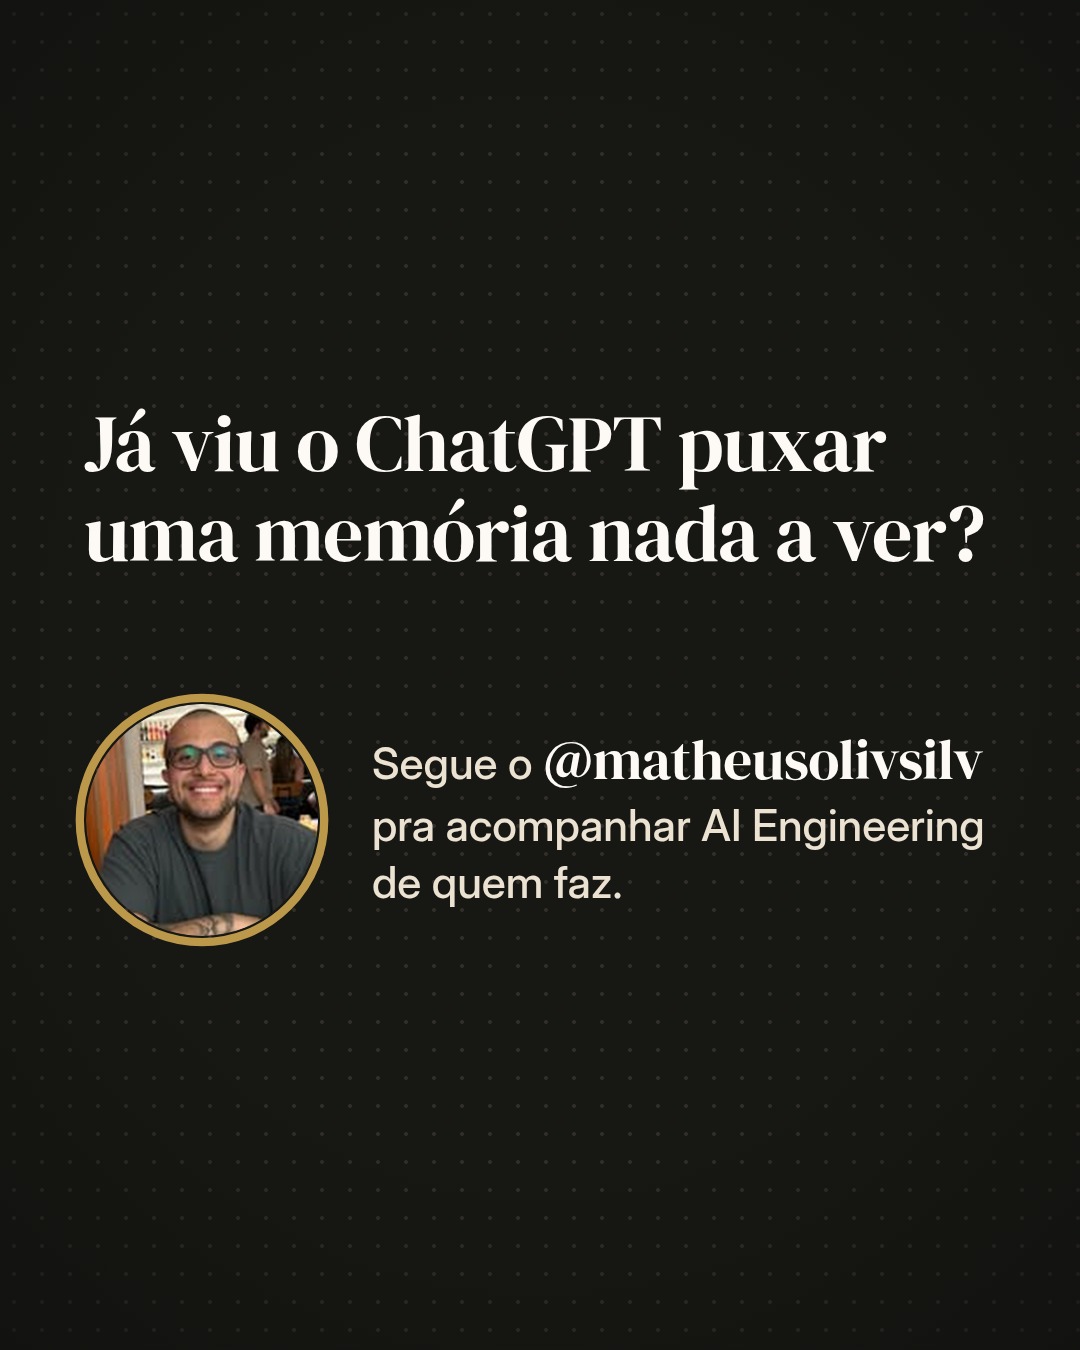 Já viu o ChatGPT puxar
uma memória nada a ver?
Segue o @matheusolivsilv
pra acompanhar AI Engineering
de quem faz.